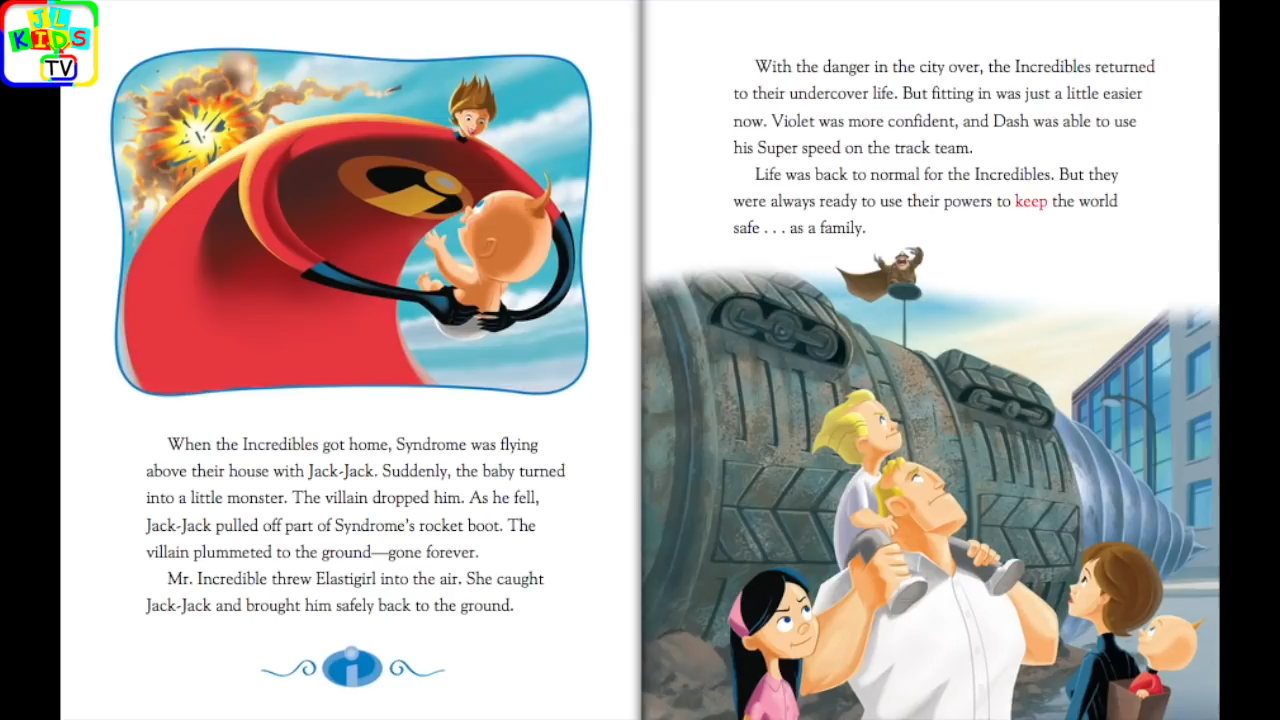 JL
KIDS
TV
When the Incredibles got home, Syndrome was flying
above their house with Jack-Jack. Suddenly, the baby turned
into a little monster. The villain dropped him. As he fell,
Jack-Jack pulled off part of Syndrome's rocket boot. The
villain plummeted to the ground—gone forever.
Mr. Incredible threw Elastigirl into the air. She caught
Jack-Jack and brought him safely back to the ground.
i
With the danger in the city over, the Incredibles returned
to their undercover life. But fitting in was just a little easier
now. Violet was more confident, and Dash was able to use
his Super speed on the track team.
Life was back to normal for the Incredibles. But they
were always ready to use their powers to keep the world
safe . . . as a family.